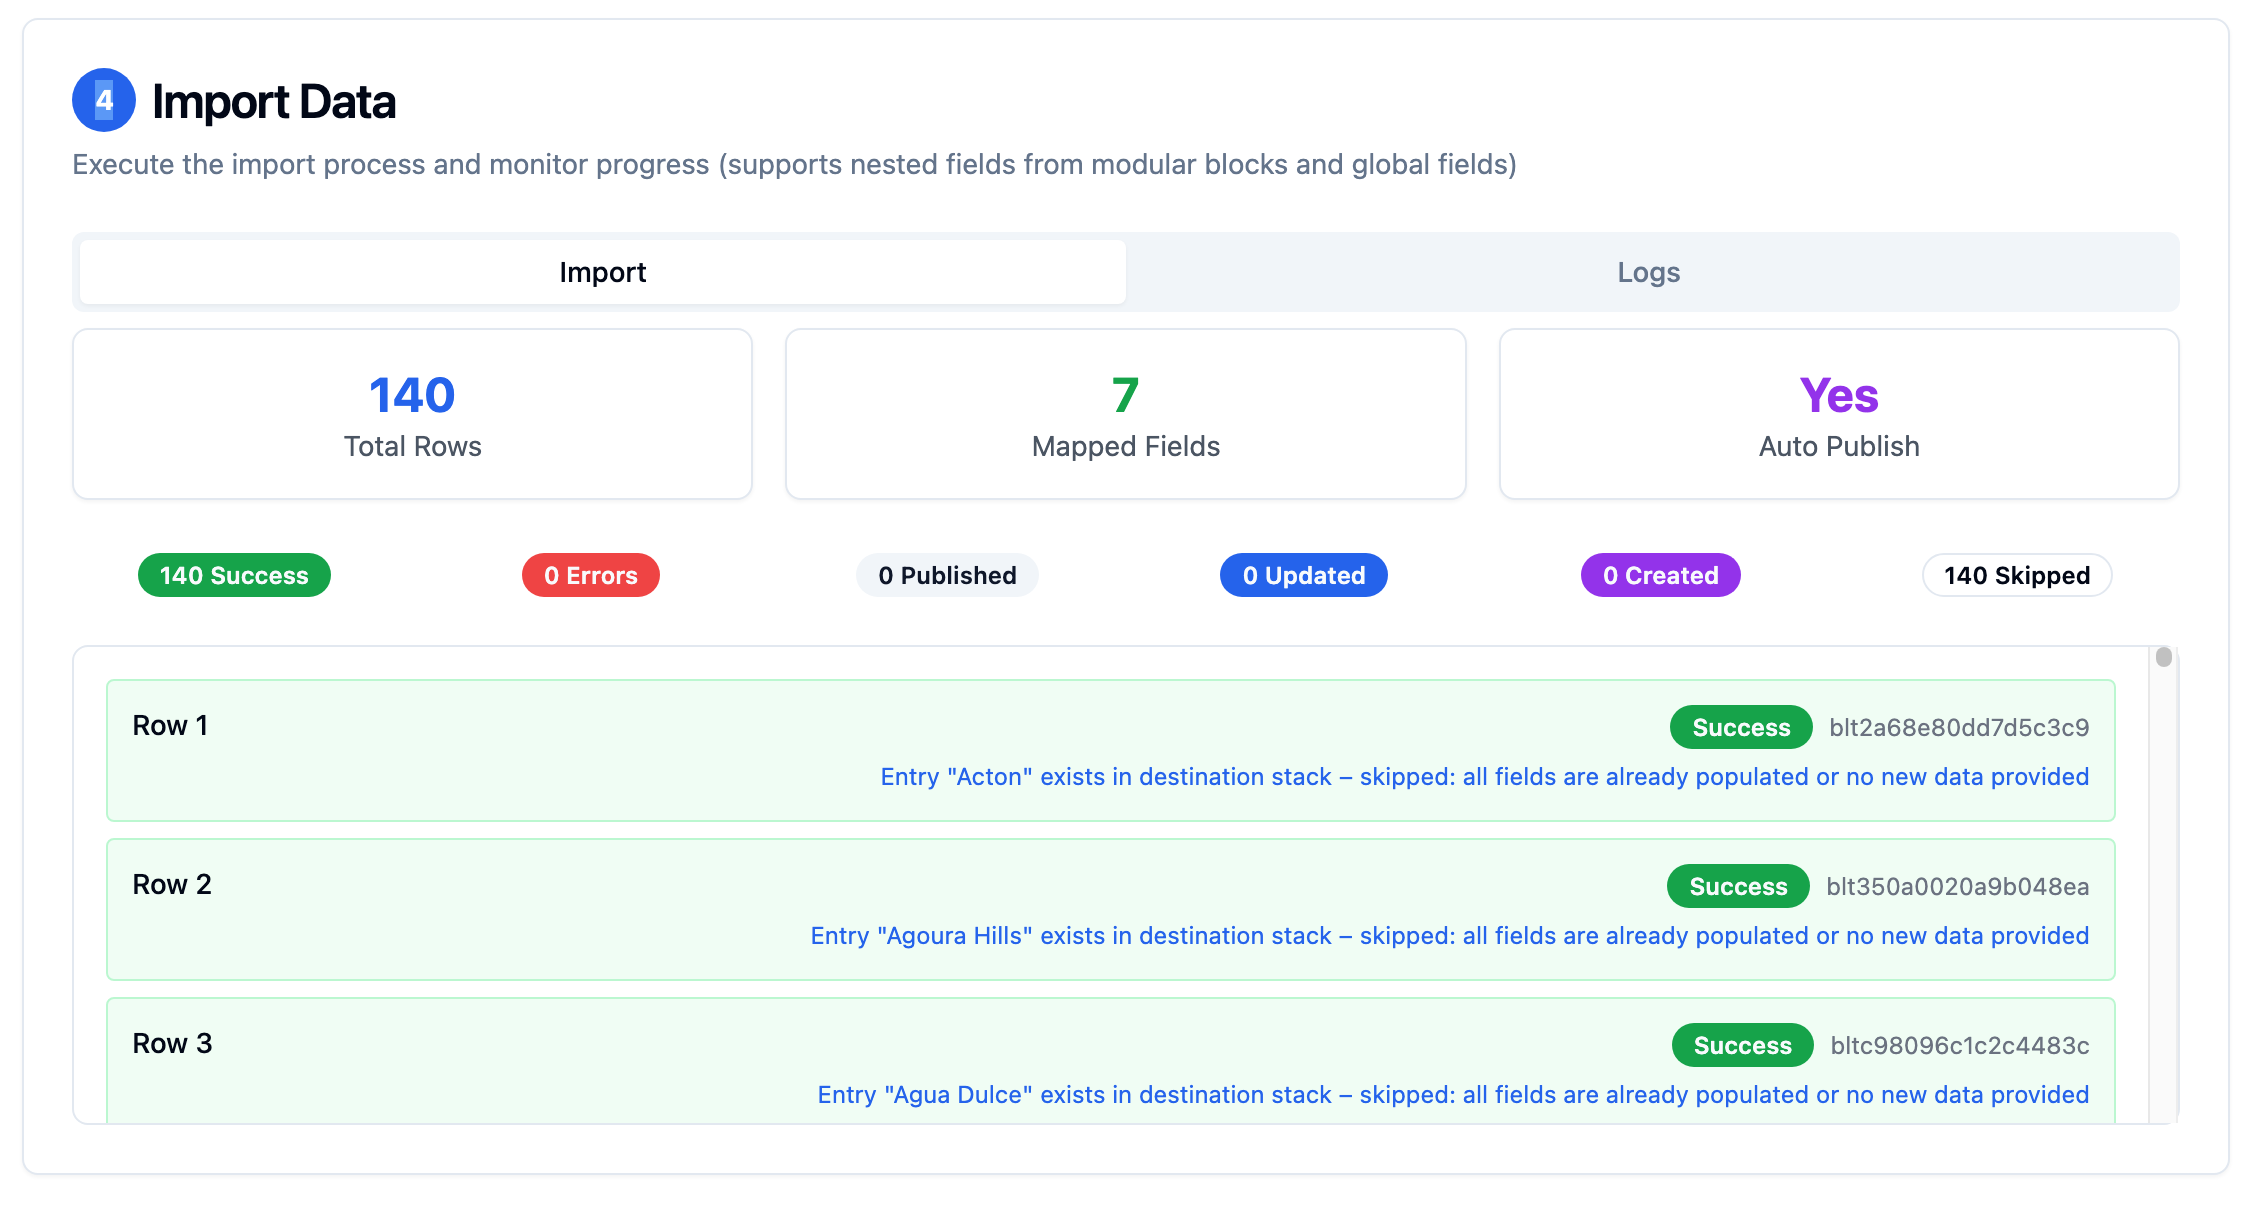 4 Import Data
Execute the import process and monitor progress (supports nested fields from modular blocks and global fields)
Import Logs
140 7 Yes
Total Rows Mapped Fields Auto Publish
140 Success 0 Errors 0 Published 0 Updated 0 Created 140 Skipped
Row 1 Success blt2a68e80dd7d5c3c9
Entry "Acton" exists in destination stack – skipped: all fields are already populated or no new data provided
Row 2 Success blt350a0020a9b048ea
Entry "Agoura Hills" exists in destination stack – skipped: all fields are already populated or no new data provided
Row 3 Success bltc98096c1c2c4483c
Entry "Agua Dulce" exists in destination stack – skipped: all fields are already populated or no new data provided